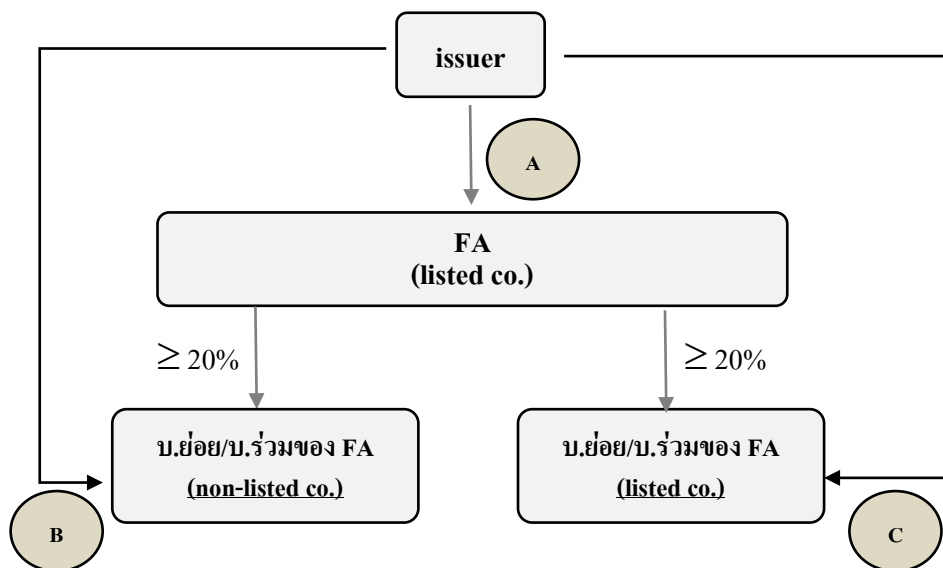 issuer
A
FA
(listed co.)
≥ 20%
≥ 20%
บ.ย่อย/บ.ร่วมของ FA
(non-listed co.)
บ.ย่อย/บ.ร่วมของ FA
(listed co.)
B
C